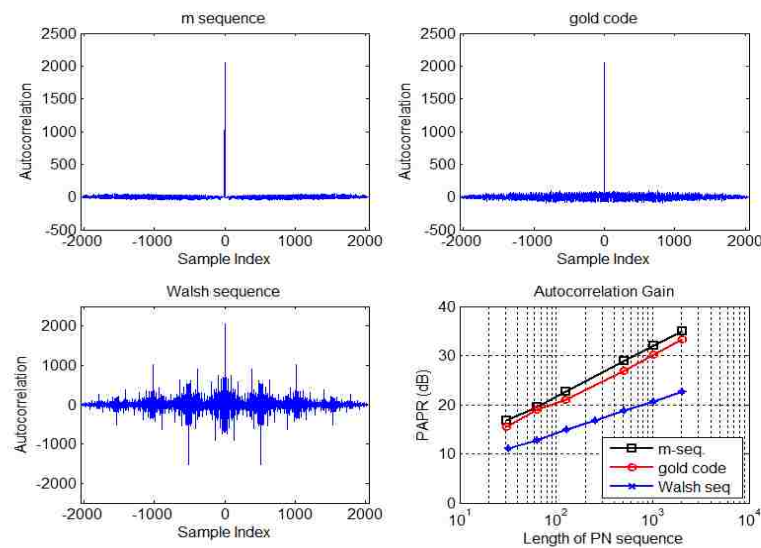 m sequence
2500
2000
1500
1000
500
0
-500
Autocorrelation
-2000 -1000 0 1000 2000
Sample Index
gold code
2500
2000
1500
1000
500
0
-500
Autocorrelation
-2000 -1000 0 1000 2000
Sample Index
Walsh sequence
2000
1000
0
-1000
-2000
Autocorrelation
-2000 -1000 0 1000 2000
Sample Index
Autocorrelation Gain
40
30
20
10
0
PAPR (dB)
m-seq.
gold code
Walsh seq
10^1 10^2 10^3 10^4
Length of PN sequence